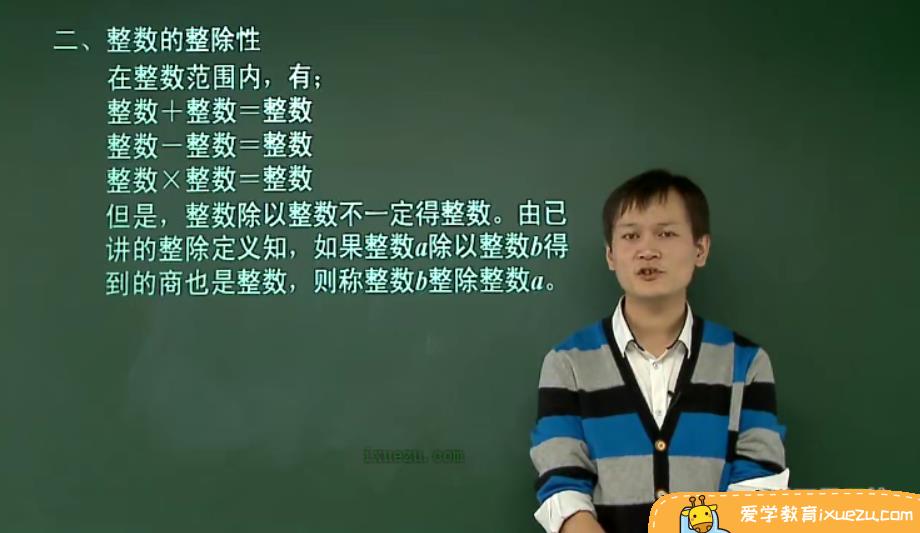 二、整数的整除性
在整数范围内，有；
整数＋整数＝整数
整数－整数＝整数
整数×整数＝整数
但是，整数除以整数不一定得整数。由已
讲的整除定义知，如果整数a除以整数b得
到的商也是整数，则称整数b整除整数a。
ixuezu.com
爱学教育ixuezu.com